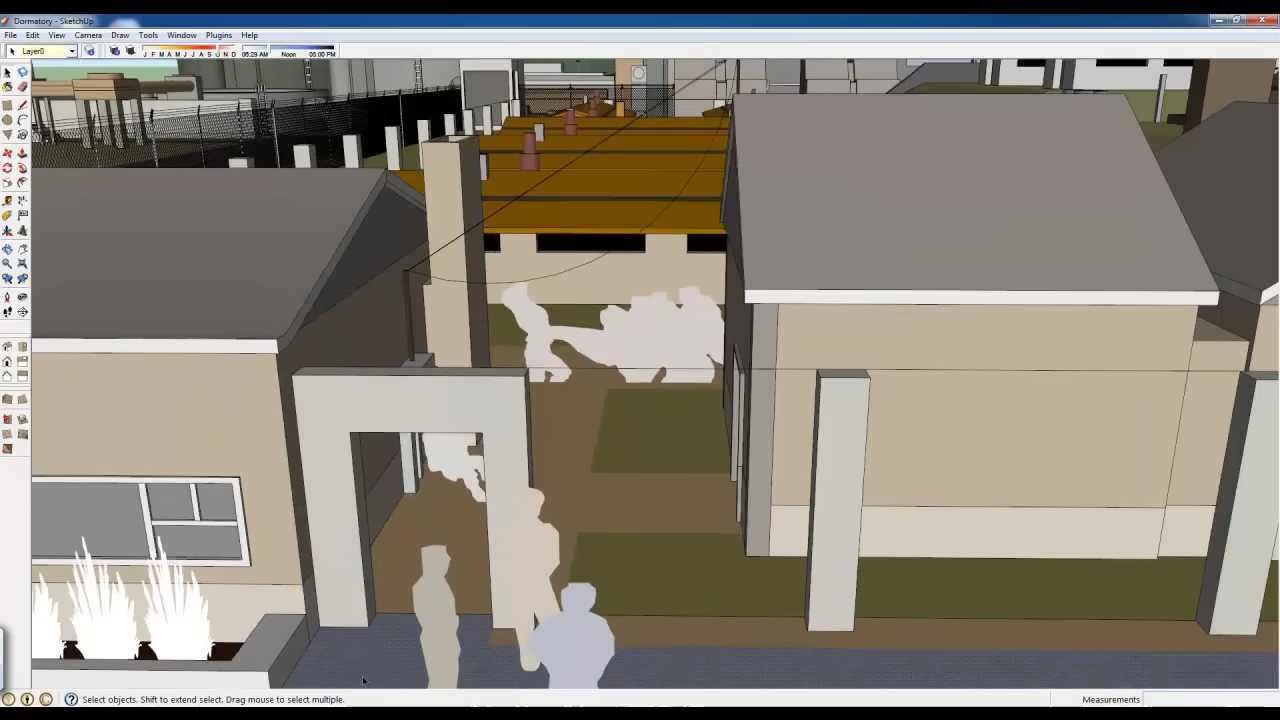 Dormatory - SketchUp
File Edit View Camera Draw Tools Window Plugins Help
Layer0
J F M A M J J A S O N D 06:29 AM Noon 05:00 PM
Select objects. Shift to extend select. Drag mouse to select multiple.
Measurements